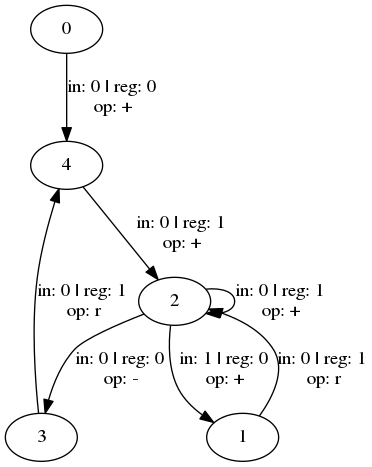 0
in: 0 | reg: 0
op: +
4
in: 0 | reg: 1
op: +
2
in: 0 | reg: 1
op: +
in: 0 | reg: 1
op: r
in: 0 | reg: 0
op: -
in: 1 | reg: 0
op: +
in: 0 | reg: 1
op: r
3
1